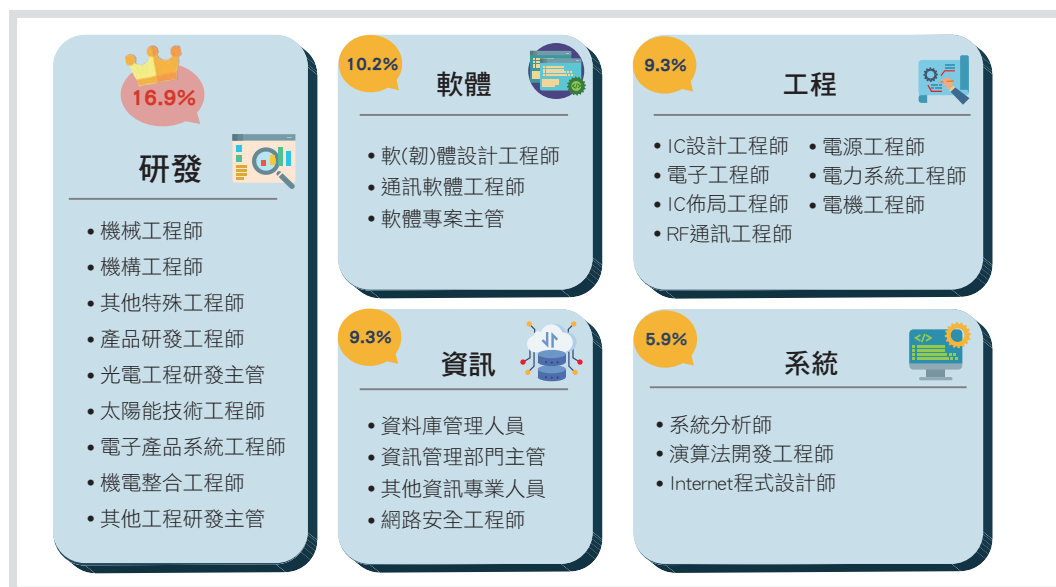 16.9%
研發
• 機械工程師
• 機構工程師
• 其他特殊工程師
• 產品研發工程師
• 光電工程研發主管
• 太陽能技術工程師
• 電子產品系統工程師
• 機電整合工程師
• 其他工程研發主管
10.2%
軟體
• 軟(韌)體設計工程師
• 通訊軟體工程師
• 軟體專案主管
9.3%
工程
• IC設計工程師
• 電子工程師
• IC佈局工程師
• RF通訊工程師
• 電源工程師
• 電力系統工程師
• 電機工程師
9.3%
資訊
• 資料庫管理人員
• 資訊管理部門主管
• 其他資訊專業人員
• 網路安全工程師
5.9%
系統
• 系統分析師
• 演算法開發工程師
• Internet程式設計師